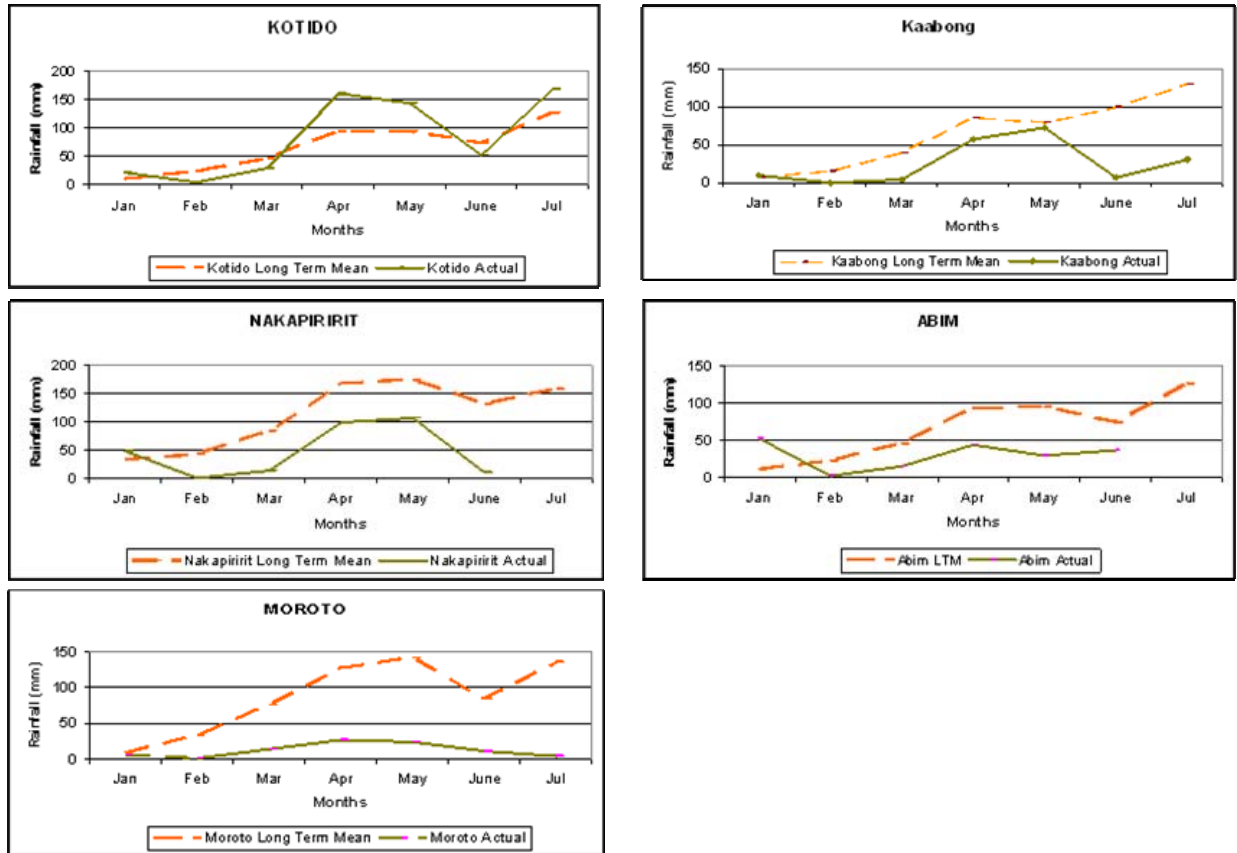 KOTIDO
Rainfall (mm)
200
150
100
50
0
Jan Feb Mar Apr May June Jul
Months
Kotido Long Term Mean Kotido Actual
Kaabong
Rainfall (mm)
150
100
50
0
Jan Feb Mar Apr May June Jul
Months
Kaabong Long Term Mean Kaabong Actual
NAKAPIRIRIT
Rainfall (mm)
200
150
100
50
0
Jan Feb Mar Apr May June Jul
Months
Nakapiririt Long Term Mean Nakapiririt Actual
ABIM
Rainfall (mm)
150
100
50
0
Jan Feb Mar Apr May June Jul
Months
Abim LTM Abim Actual
MOROTO
Rainfall (mm)
150
100
50
0
Jan Feb Mar Apr May June Jul
Months
Moroto Long Term Mean Moroto Actual